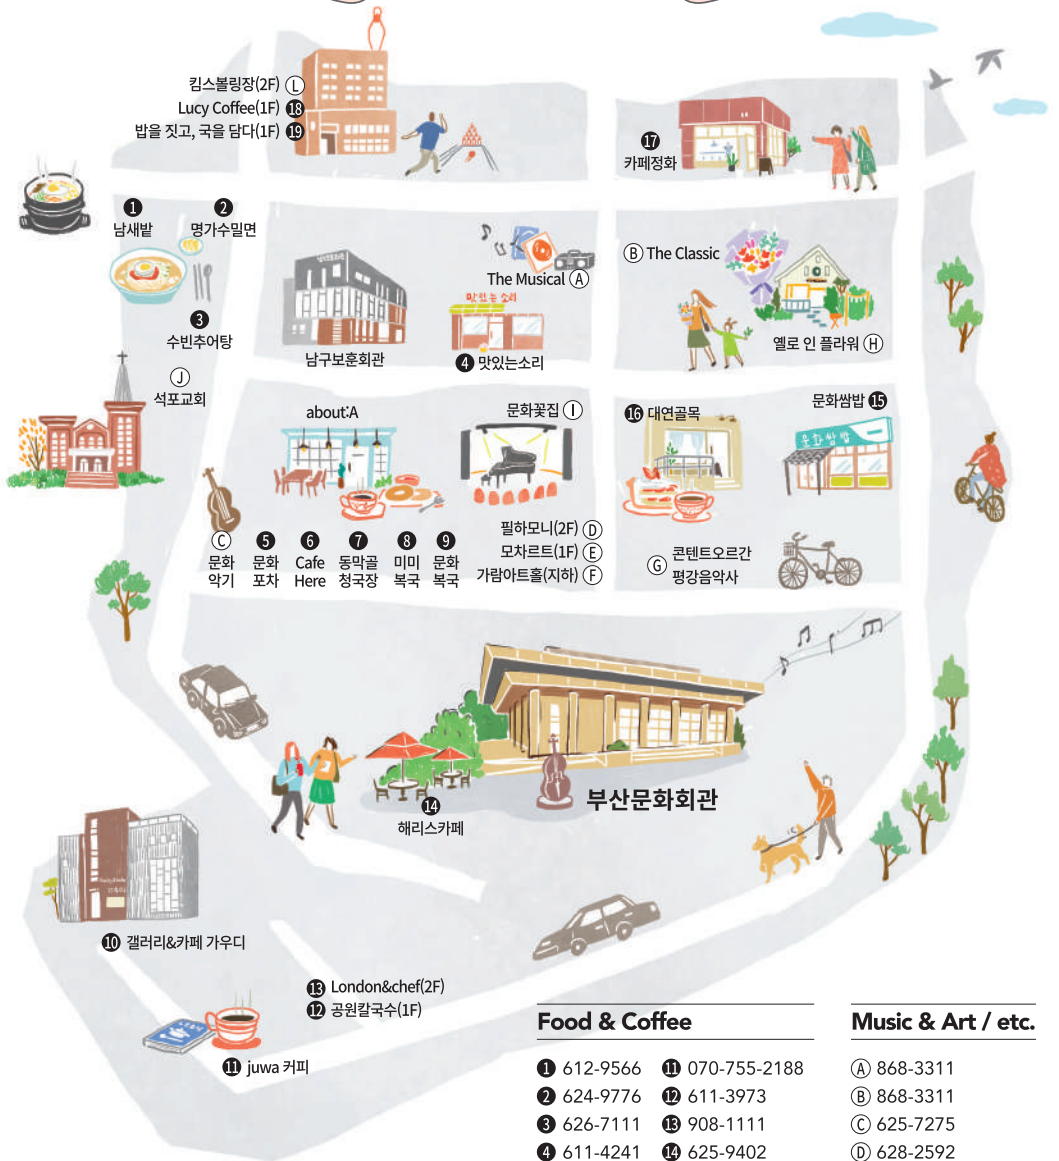 킴스볼링장(2F) Ⓛ
Lucy Coffee(1F) ⓲
밥을 짓고, 국을 담다(1F) ⓳
⓱
카페정화
❶
남새밭
❷
명가수밀면
❸
수빈추어탕
Ⓙ
석포교회
남구보훈회관
The Musical Ⓐ
맛있는소리
❹ 맛있는소리
Ⓑ The Classic
옐로 인 플라워 Ⓗ
about:A
문화꽃집 Ⓘ
⓰ 대연골목
문화쌈밥 ⓯
문화쌈밥
Ⓒ
문화
악기
❺
문화
포차
❻
Cafe
Here
❼
동막골
청국장
❽
미미
복국
❾
문화
복국
필하모니(2F) Ⓓ
모차르트(1F) Ⓔ
가람아트홀(지하) Ⓕ
Ⓖ 콘텐트오르간
평강음악사
부산문화회관
⓮
해리스카페
❿ 갤러리&카페 가우디
⓭ London&chef(2F)
⓬ 공원칼국수(1F)
⓫ juwa 커피
Food & Coffee
❶ 612-9566 ⓫ 070-755-2188
❷ 624-9776 ⓬ 611-3973
❸ 626-7111 ⓭ 908-1111
❹ 611-4241 ⓮ 625-9402
Music & Art / etc.
Ⓐ 868-3311
Ⓑ 868-3311
Ⓒ 625-7275
Ⓓ 628-2592